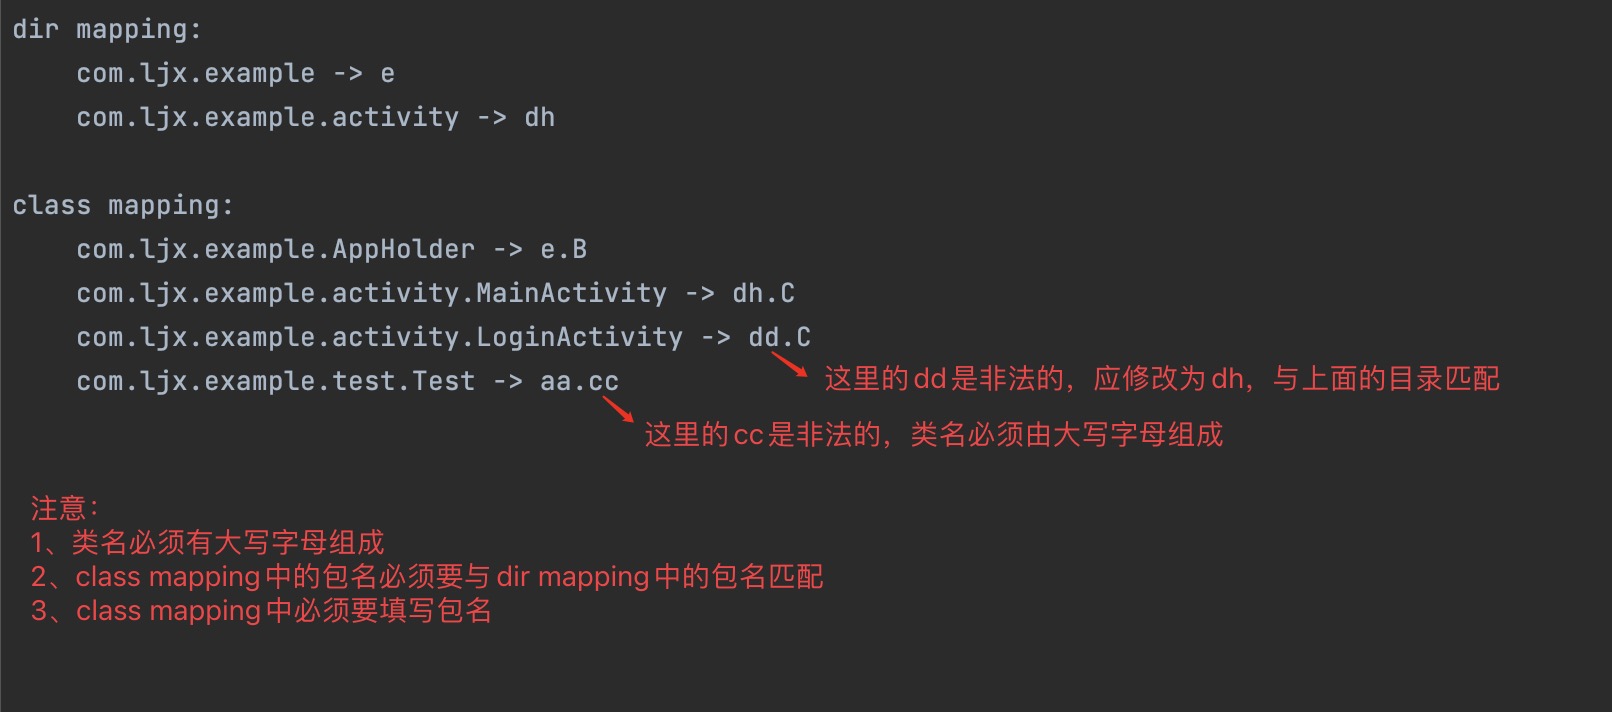 dir mapping:
com.ljx.example -> e
com.ljx.example.activity -> dh
class mapping:
com.ljx.example.AppHolder -> e.B
com.ljx.example.activity.MainActivity -> dh.C
com.ljx.example.activity.LoginActivity -> dd.C
com.ljx.example.test.Test -> aa.cc
这里的dd是非法的，应修改为dh，与上面的目录匹配
这里的cc是非法的，类名必须由大写字母组成
注意：
1、类名必须有大写字母组成
2、class mapping中的包名必须要与dir mapping中的包名匹配
3、class mapping中必须要填写包名